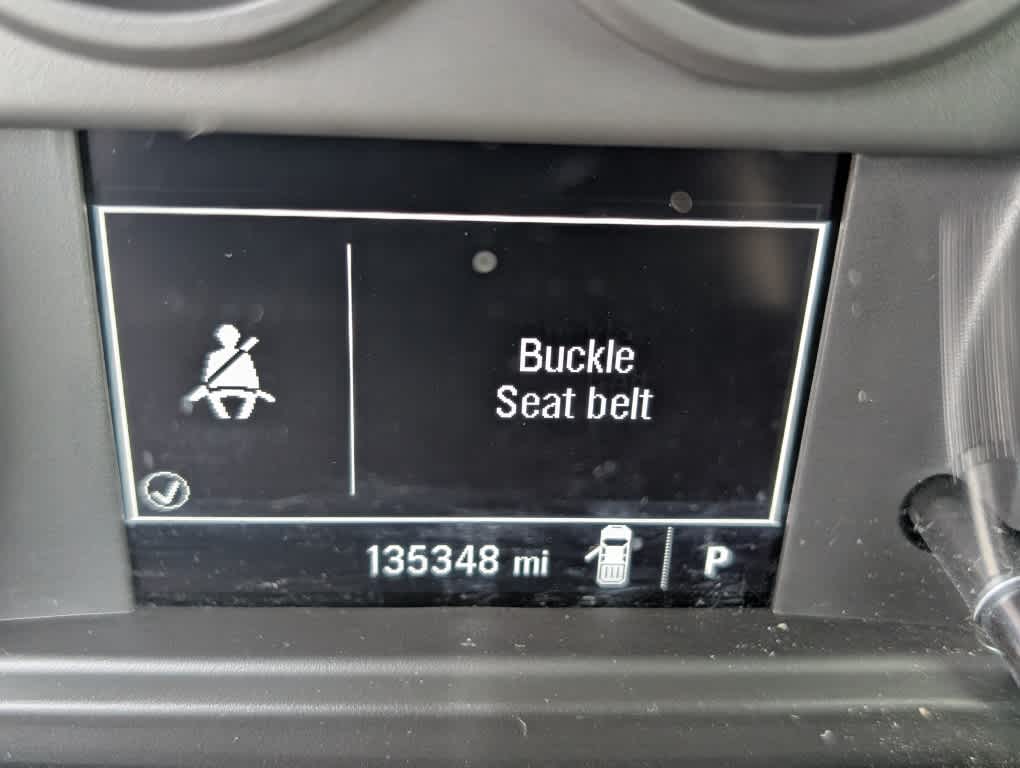 Buckle
Seat belt
135348 mi
P